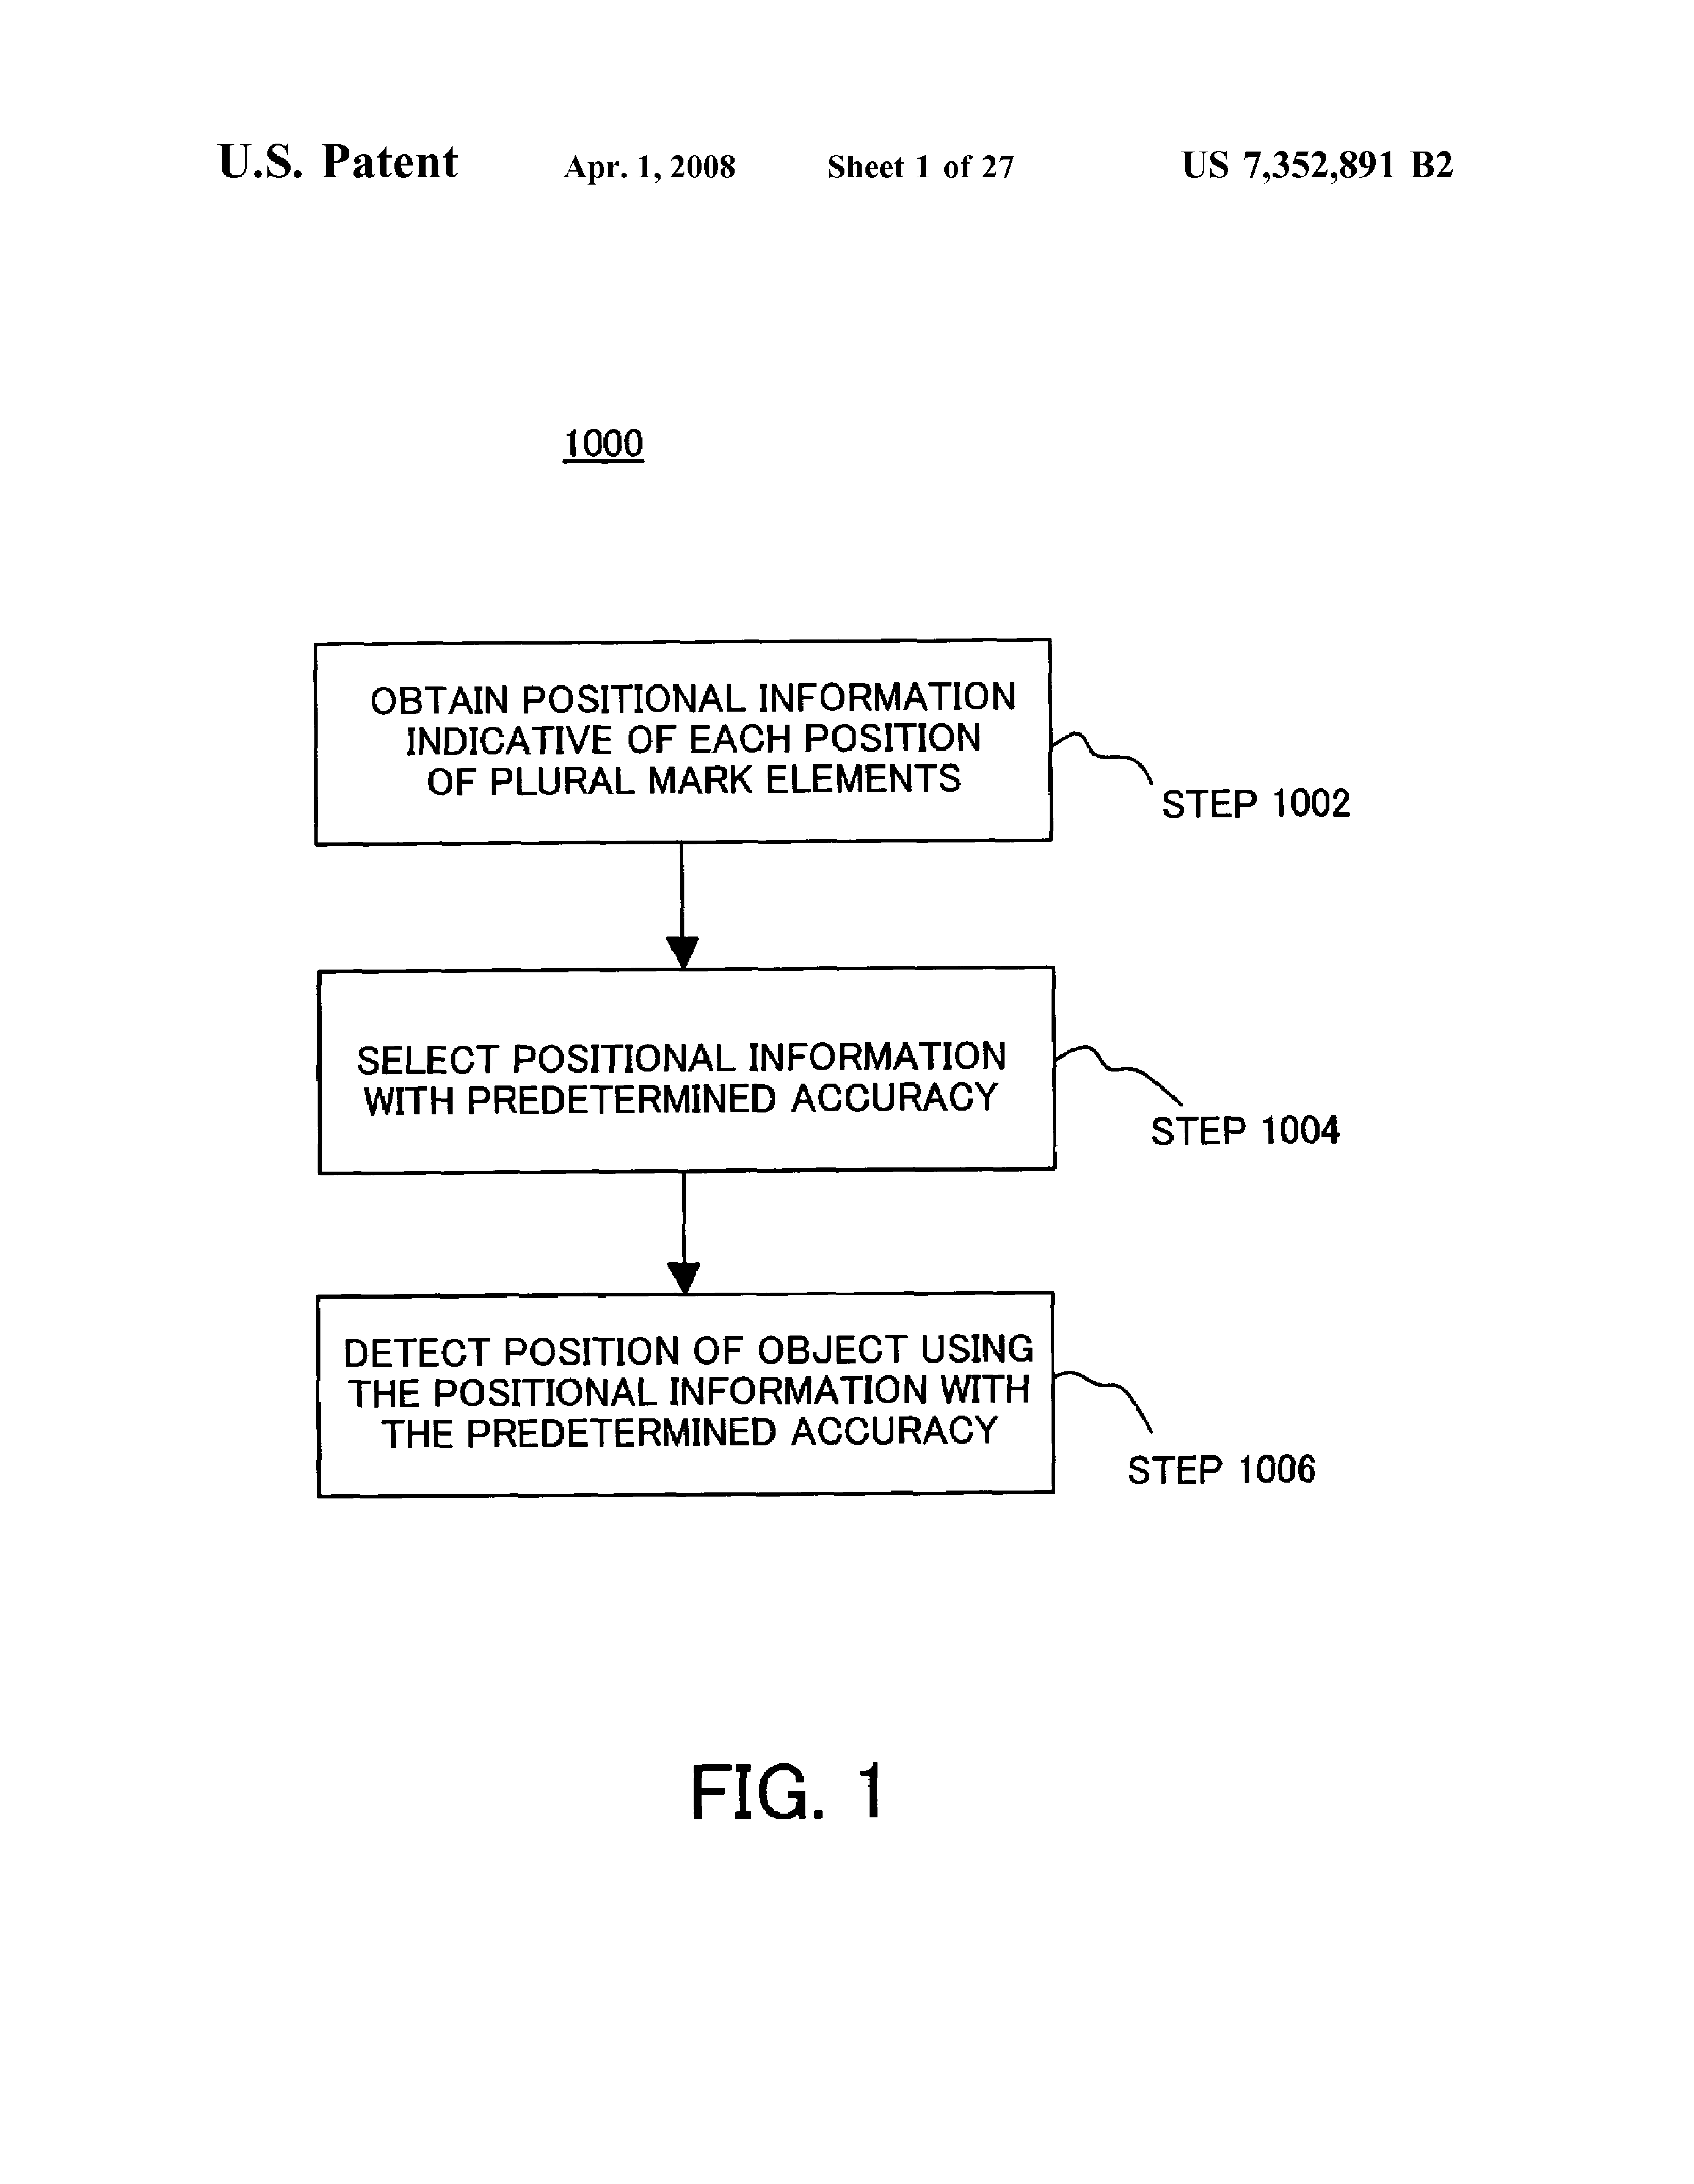 U.S. Patent Apr. 1, 2008 Sheet 1 of 27 US 7,352,891 B2
1000
OBTAIN POSITIONAL INFORMATION
INDICATIVE OF EACH POSITION
OF PLURAL MARK ELEMENTS
STEP 1002
SELECT POSITIONAL INFORMATION
WITH PREDETERMINED ACCURACY
STEP 1004
DETECT POSITION OF OBJECT USING
THE POSITIONAL INFORMATION WITH
THE PREDETERMINED ACCURACY
STEP 1006
FIG. 1